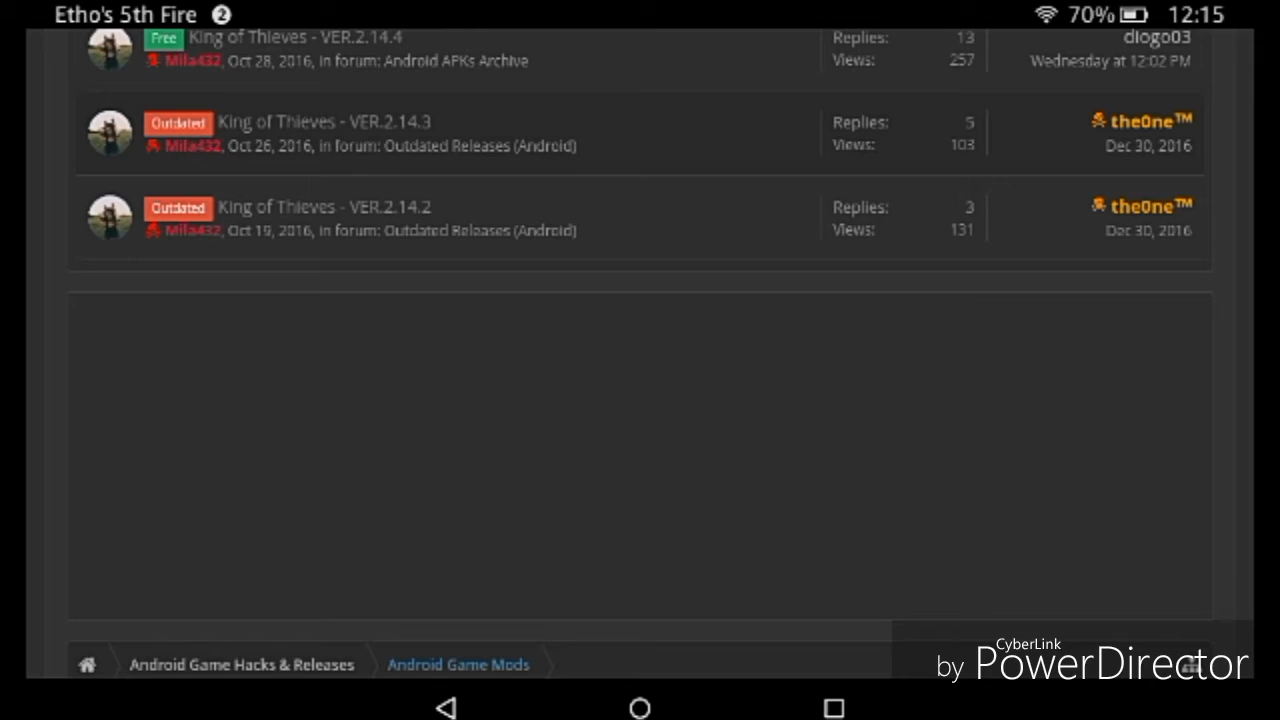 Etho's 5th Fire 2 70% 12:15
Free King of Thieves - VER.2.14.4 Replies: 13 diogo03
Mila432, Oct 28, 2016, in forum: Android APKs Archive Views: 257 Wednesday at 12:02 PM
Outdated King of Thieves - VER.2.14.3 Replies: 5 the0ne™
Mila432, Oct 26, 2016, in forum: Outdated Releases (Android) Views: 103 Dec 30, 2016
Outdated King of Thieves - VER.2.14.2 Replies: 3 the0ne™
Mila432, Oct 19, 2016, in forum: Outdated Releases (Android) Views: 131 Dec 30, 2016
Android Game Hacks & Releases Android Game Mods
CyberLink
by PowerDirector